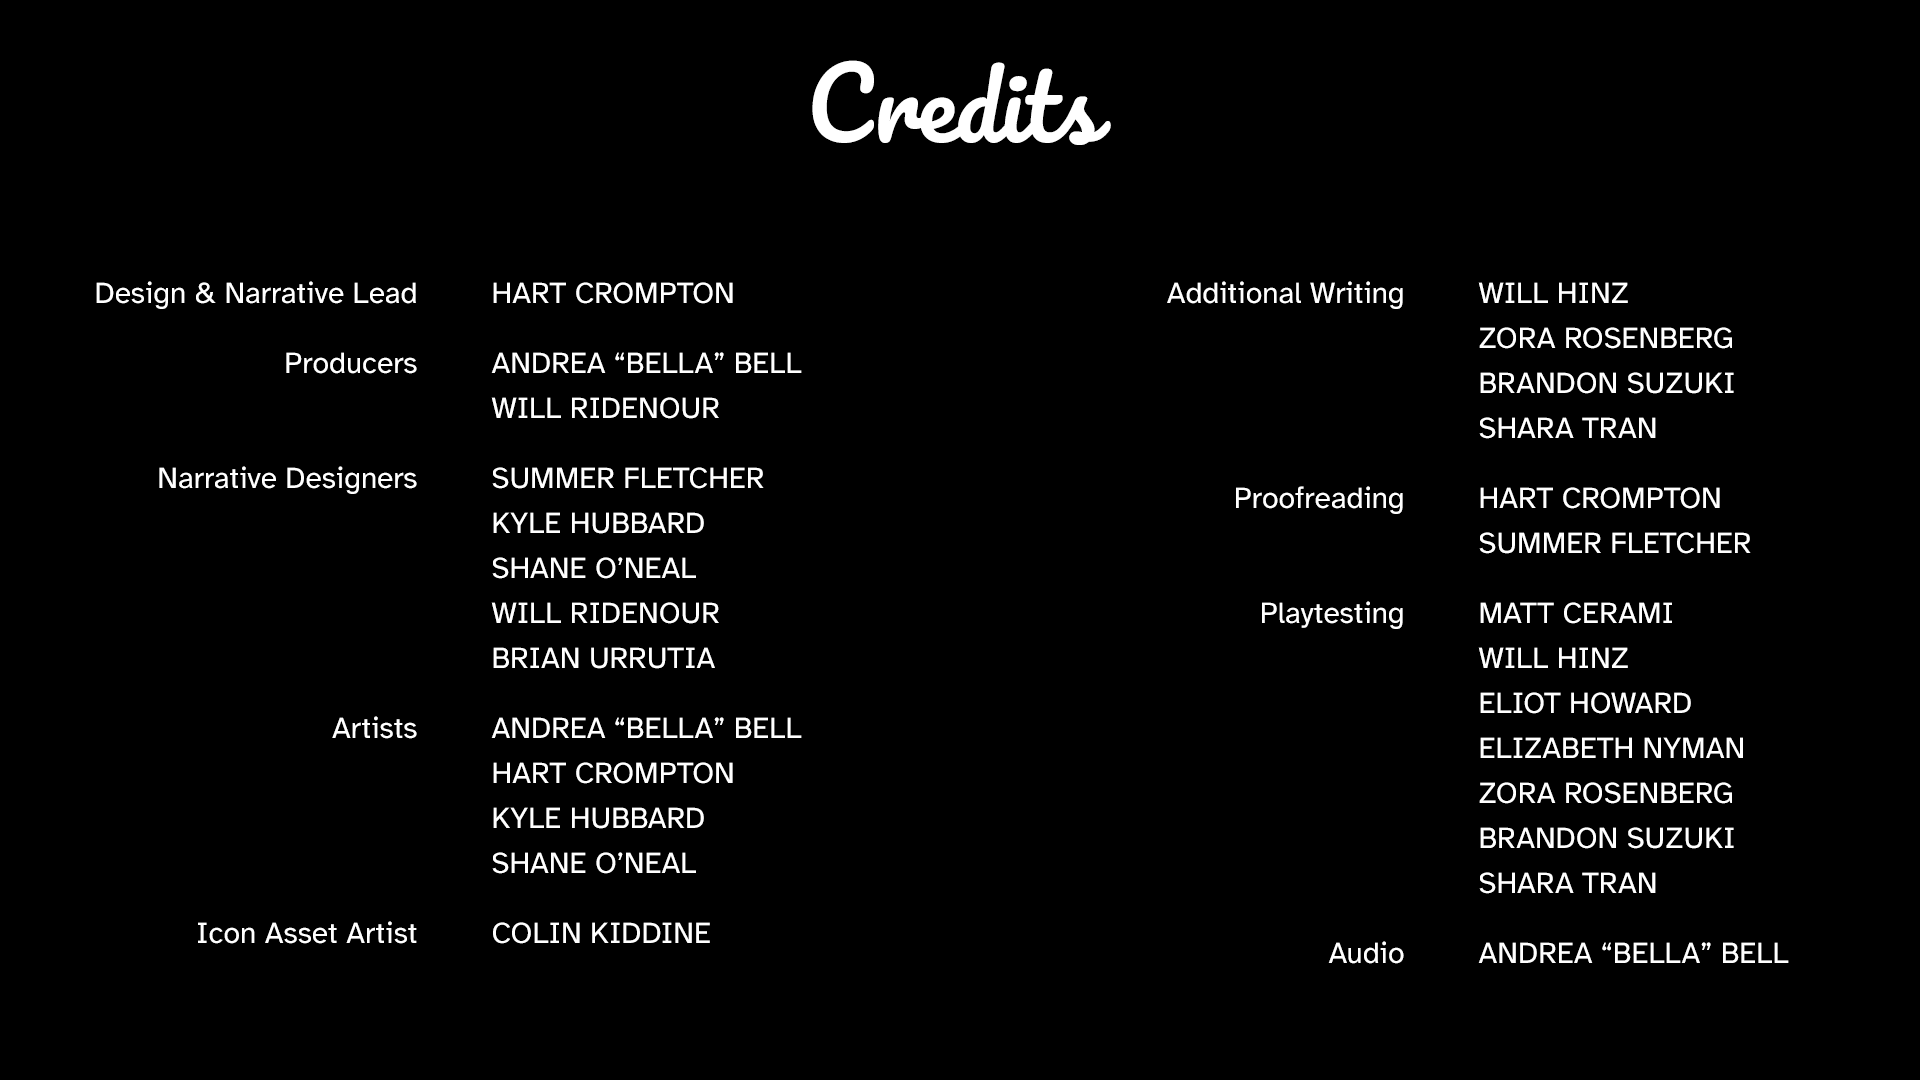 Credits
Design & Narrative Lead HART CROMPTON
Producers ANDREA “BELLA” BELL
WILL RIDENOUR
Narrative Designers SUMMER FLETCHER
KYLE HUBBARD
SHANE O’NEAL
WILL RIDENOUR
BRIAN URRUTIA
Artists ANDREA “BELLA” BELL
HART CROMPTON
KYLE HUBBARD
SHANE O’NEAL
Icon Asset Artist COLIN KIDDINE
Additional Writing WILL HINZ
ZORA ROSENBERG
BRANDON SUZUKI
SHARA TRAN
Proofreading HART CROMPTON
SUMMER FLETCHER
Playtesting MATT CERAMI
WILL HINZ
ELIOT HOWARD
ELIZABETH NYMAN
ZORA ROSENBERG
BRANDON SUZUKI
SHARA TRAN
Audio ANDREA “BELLA” BELL